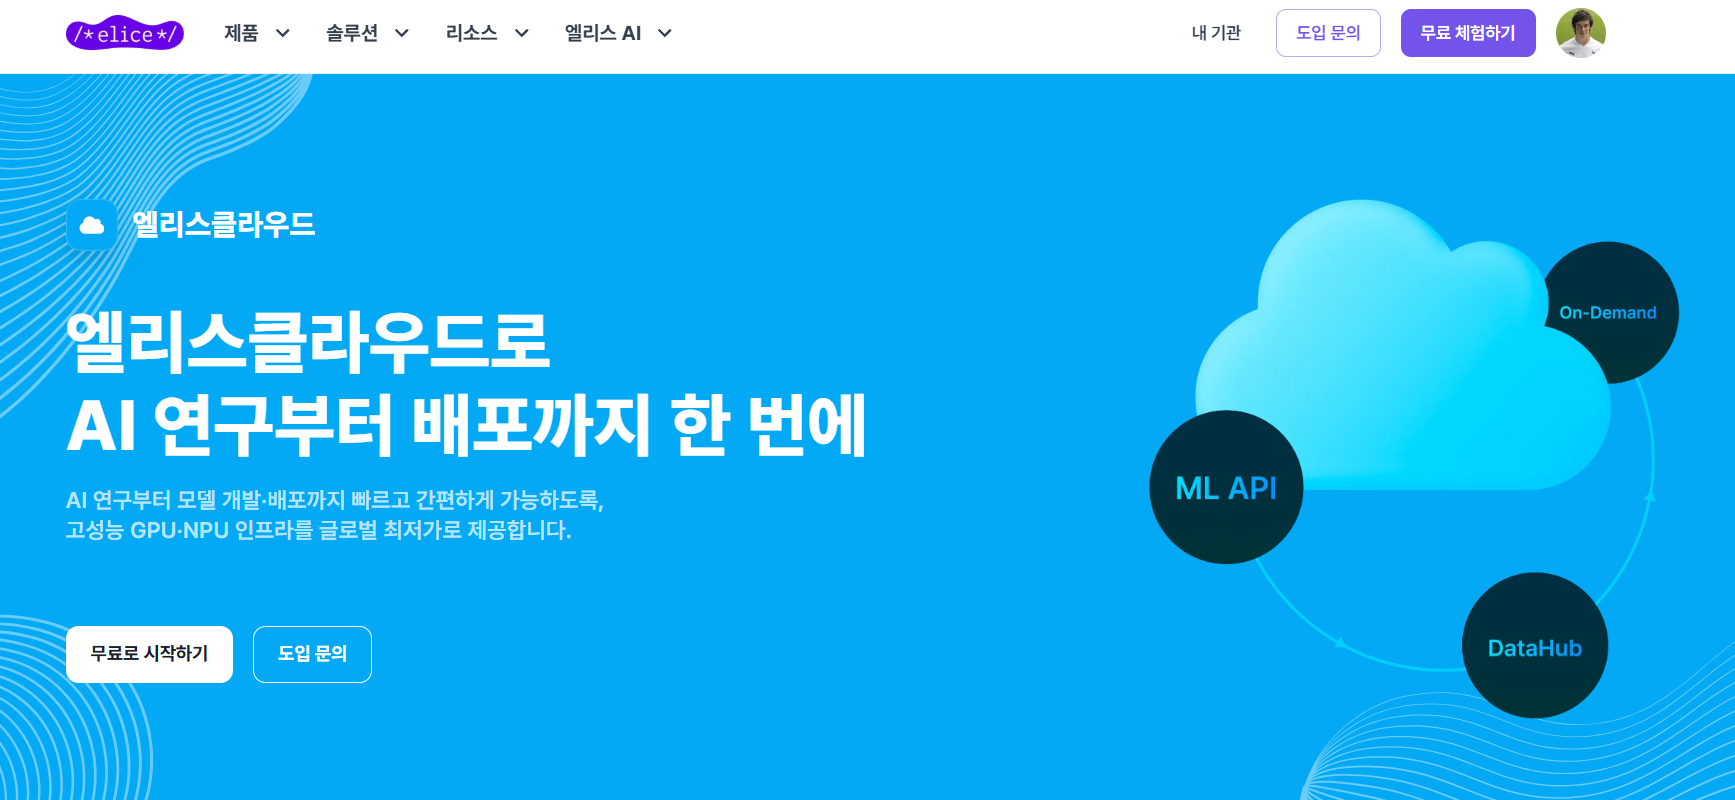 /*elice*/
제품
솔루션
리소스
엘리스 AI
내 기관
도입 문의
무료 체험하기
엘리스클라우드
엘리스클라우드로
AI 연구부터 배포까지 한 번에
AI 연구부터 모델 개발·배포까지 빠르고 간편하게 가능하도록,
고성능 GPU·NPU 인프라를 글로벌 최저가로 제공합니다.
무료로 시작하기
도입 문의
On-Demand
ML API
DataHub